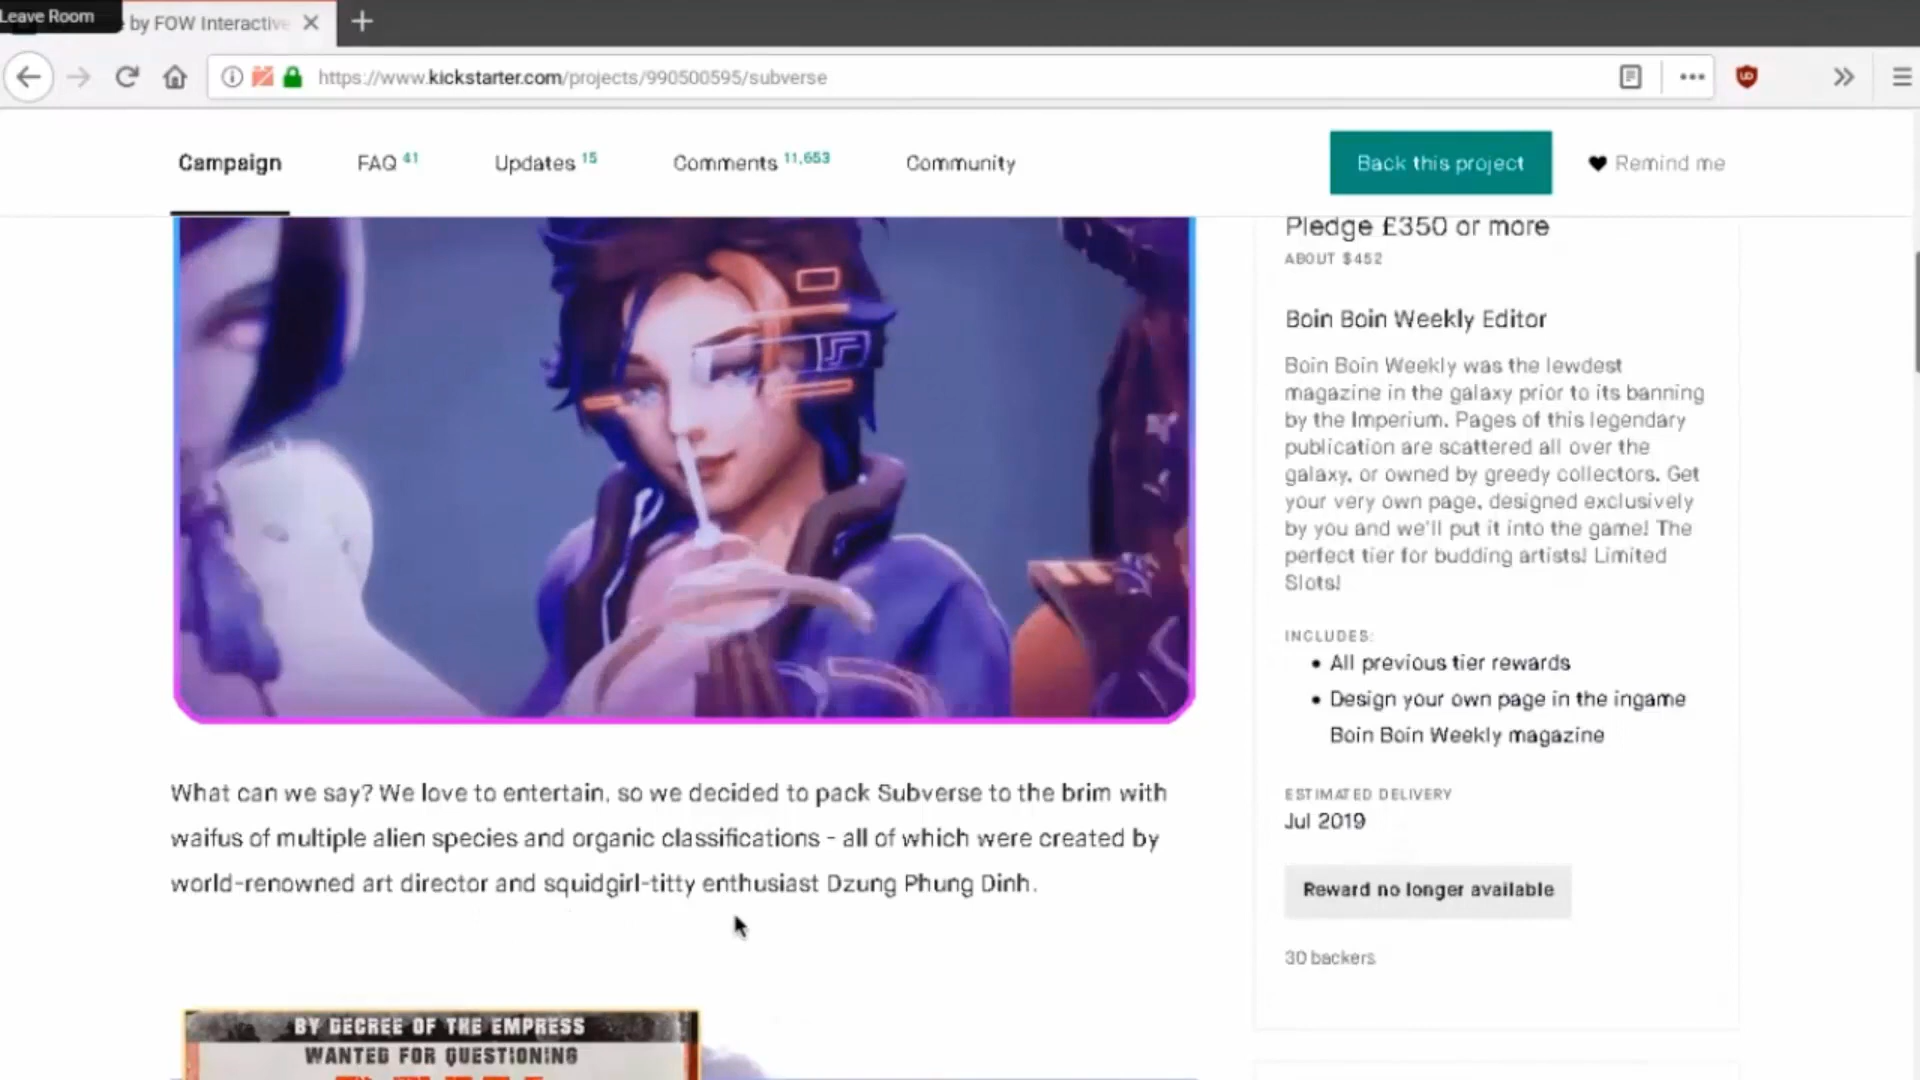 Leave Room
by FOW Interactive
https://www.kickstarter.com/projects/990500595/subverse
Campaign
FAQ 41
Updates 15
Comments 11,653
Community
Back this project
Remind me
What can we say? We love to entertain, so we decided to pack Subverse to the brim with
waifus of multiple alien species and organic classifications - all of which were created by
world-renowned art director and squidgirl-titty enthusiast Dzung Phung Dinh.
BY DECREE OF THE EMPRESS
WANTED FOR QUESTIONING
Pledge £350 or more
ABOUT $452
Boin Boin Weekly Editor
Boin Boin Weekly was the lewdest
magazine in the galaxy prior to its banning
by the Imperium. Pages of this legendary
publication are scattered all over the
galaxy, or owned by greedy collectors. Get
your very own page, designed exclusively
by you and we'll put it into the game! The
perfect tier for budding artists! Limited
Slots!
INCLUDES:
• All previous tier rewards
• Design your own page in the ingame
Boin Boin Weekly magazine
ESTIMATED DELIVERY
Jul 2019
Reward no longer available
30 backers